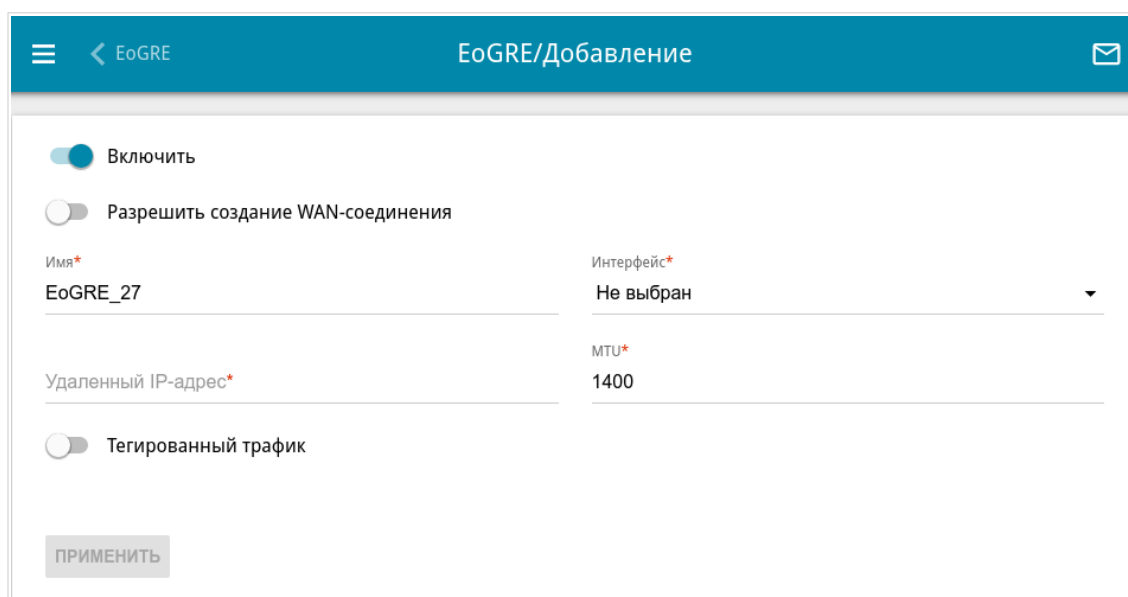 EoGRE
EoGRE/Добавление
Включить
Разрешить создание WAN-соединения
Имя*
EoGRE_27
Интерфейс*
Не выбран
Удаленный IP-адрес*
MTU*
1400
Тегированный трафик
ПРИМЕНИТЬ